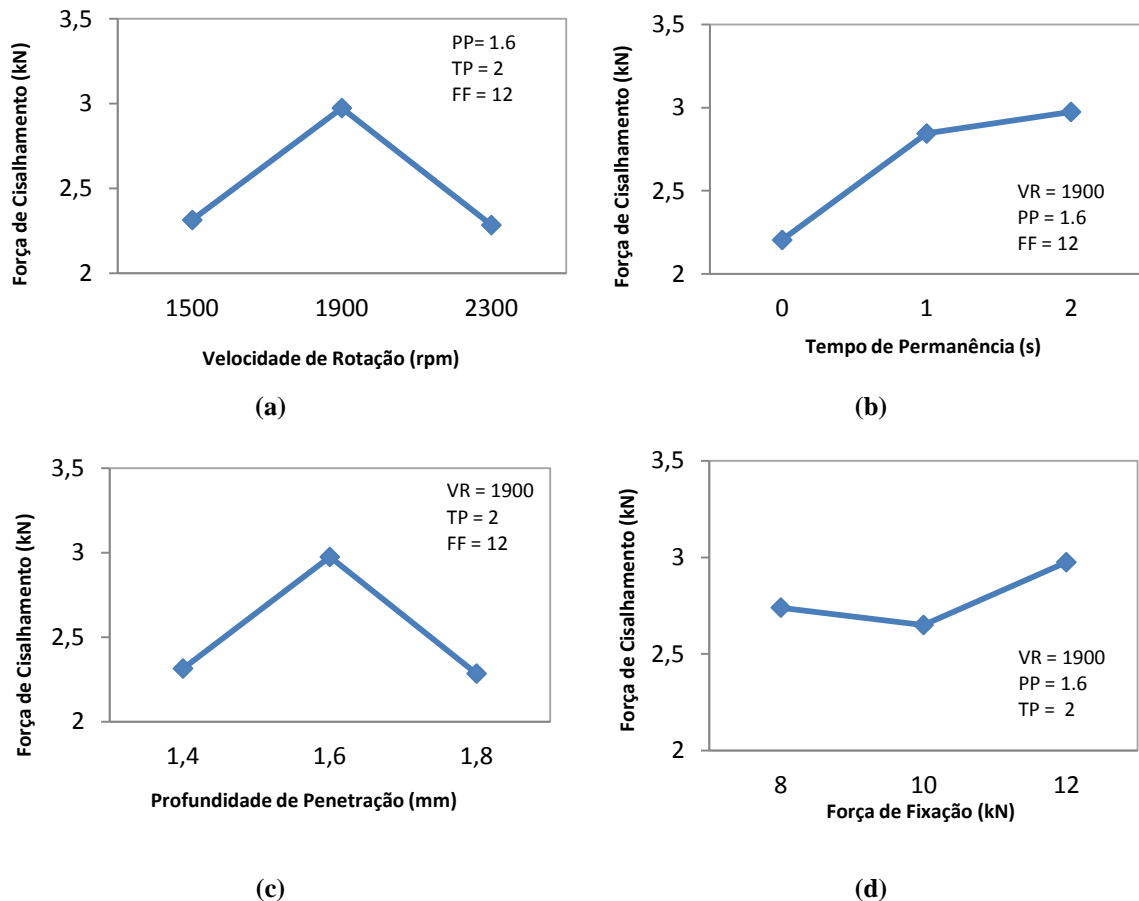 Força de Cisalhamento (kN)
3,5
3
2,5
2
PP= 1.6
TP = 2
FF = 12
1500 1900 2300
Velocidade de Rotação (rpm)
(a)
Força de Cisalhamento (kN)
3,5
3
2,5
2
VR = 1900
PP = 1.6
FF = 12
0 1 2
Tempo de Permanência (s)
(b)
Força de Cisalhamento (kN)
3,5
3
2,5
2
VR = 1900
TP = 2
FF = 12
1,4 1,6 1,8
Profundidade de Penetração (mm)
(c)
Força de Cisalhamento (kN)
3,5
3
2,5
2
VR = 1900
PP = 1.6
TP = 2
8 10 12
Força de Fixação (kN)
(d)